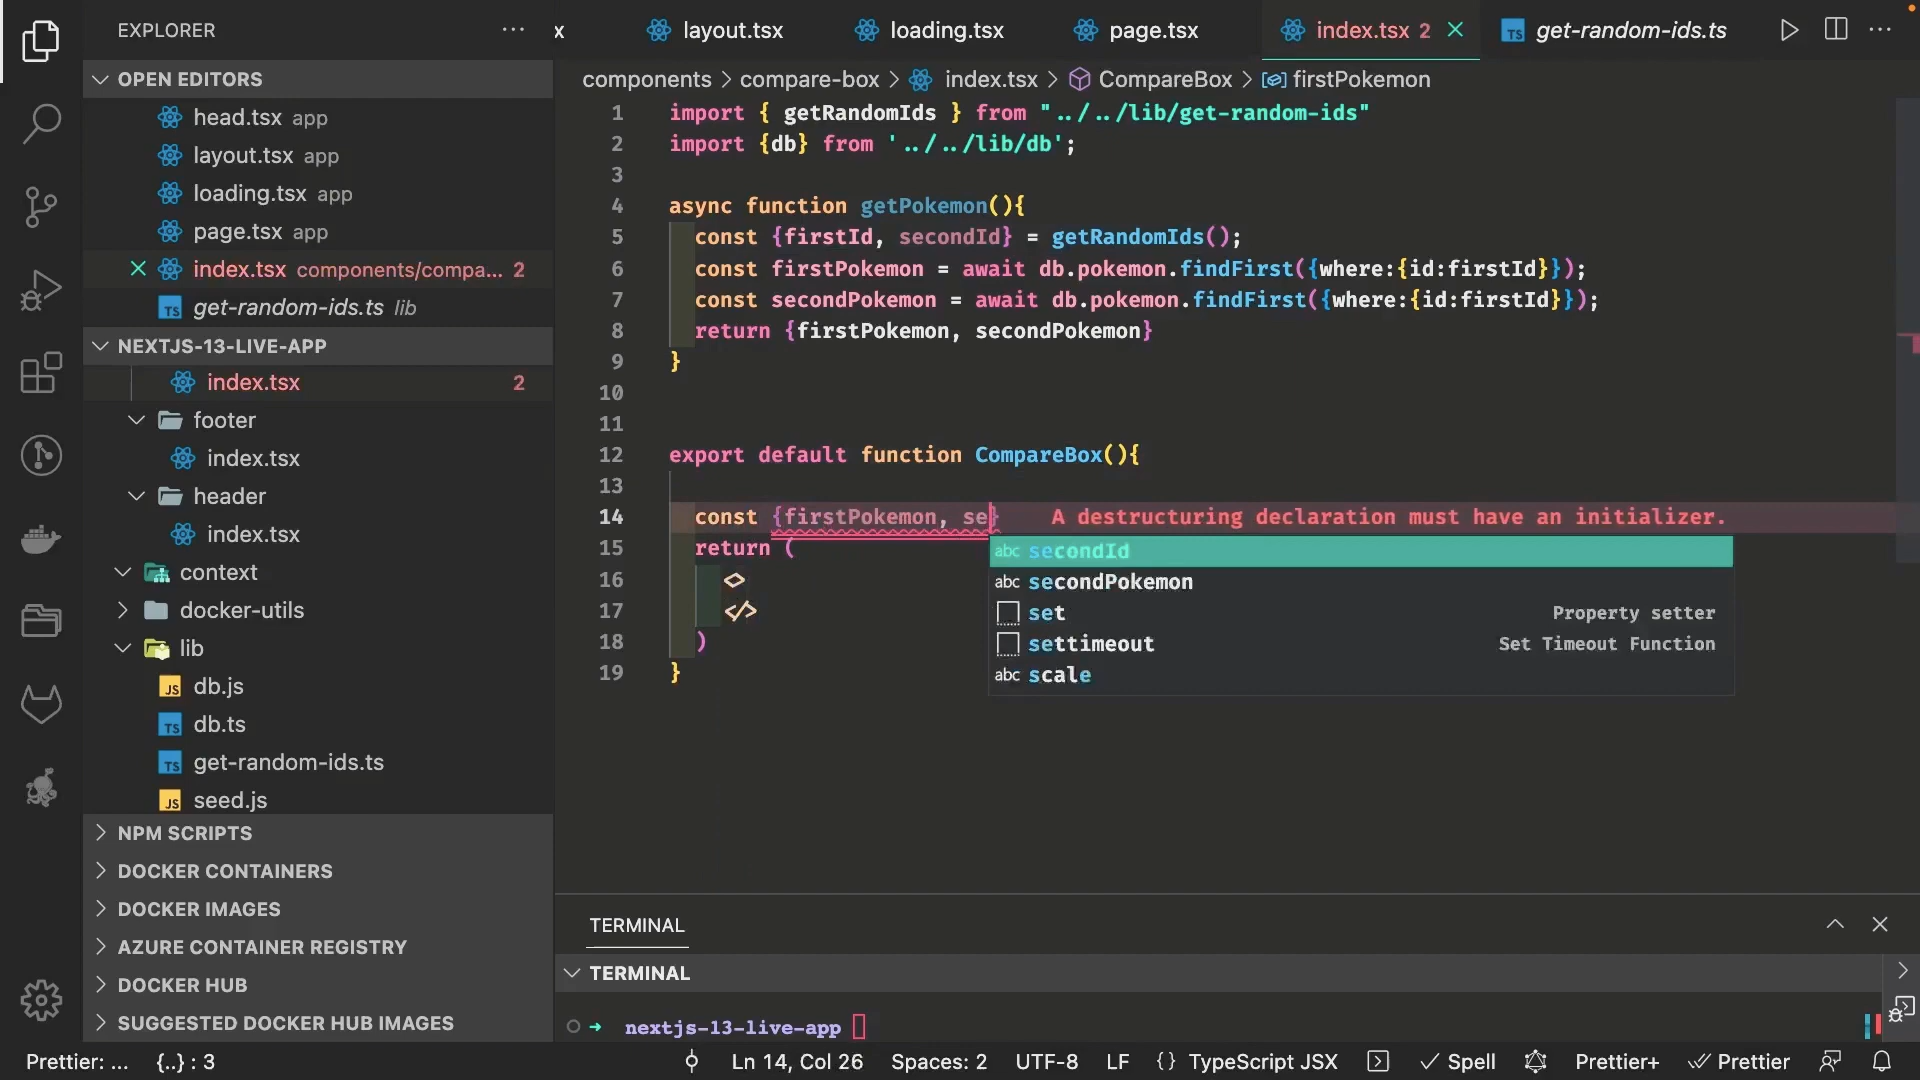 EXPLORER
OPEN EDITORS
head.tsx app
layout.tsx app
loading.tsx app
page.tsx app
index.tsx components/compa... 2
get-random-ids.ts lib
NEXTJS-13-LIVE-APP
index.tsx 2
footer
index.tsx
header
index.tsx
context
docker-utils
lib
db.js
db.ts
get-random-ids.ts
seed.js
NPM SCRIPTS
DOCKER CONTAINERS
DOCKER IMAGES
AZURE CONTAINER REGISTRY
DOCKER HUB
SUGGESTED DOCKER HUB IMAGES
x layout.tsx loading.tsx page.tsx index.tsx 2 get-random-ids.ts
components > compare-box > index.tsx > CompareBox > firstPokemon
1 import { getRandomIds } from "../../lib/get-random-ids"
2 import {db} from '../../lib/db';
3
4 async function getPokemon(){
5 const {firstId, secondId} = getRandomIds();
6 const firstPokemon = await db.pokemon.findFirst({where:{id:firstId}});
7 const secondPokemon = await db.pokemon.findFirst({where:{id:firstId}});
8 return {firstPokemon, secondPokemon}
9 }
10
11
12 export default function CompareBox(){
13
14 const {firstPokemon, se} A destructuring declaration must have an initializer.
15 return (
16 <>
17 </>
18 )
19 }
abc secondId
abc secondPokemon
set Property setter
settimeout Set Timeout Function
abc scale
TERMINAL
TERMINAL
nextjs-13-live-app
Prettier: ... {..} : 3 Ln 14, Col 26 Spaces: 2 UTF-8 LF {} TypeScript JSX Spell Prettier+ Prettier